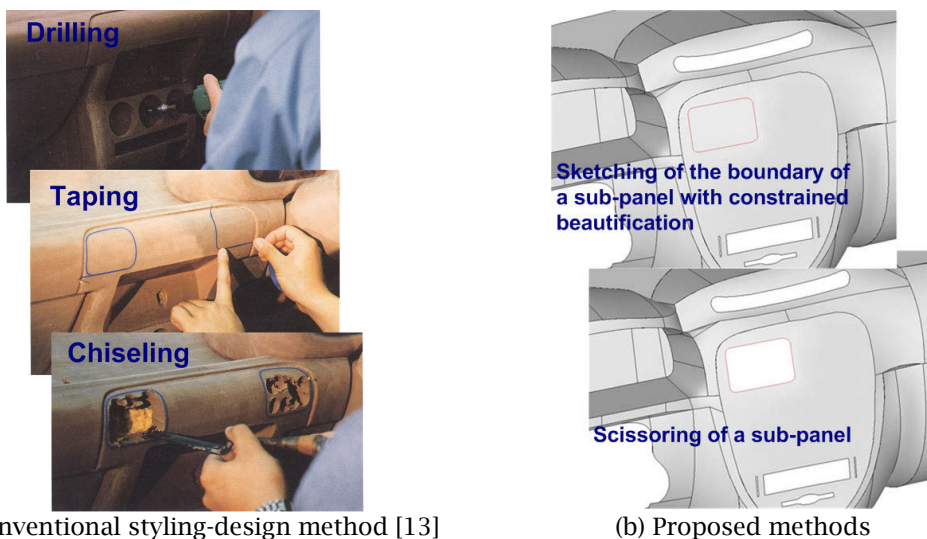 Drilling
Taping
Chiseling
nventional styling-design method [13]
Sketching of the boundary of
a sub-panel with constrained
beautification
Scissoring of a sub-panel
(b) Proposed methods